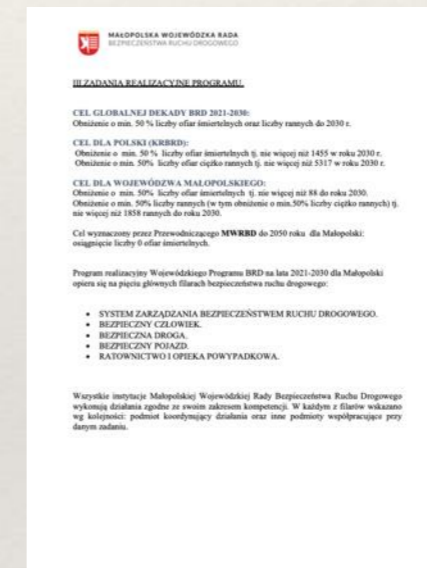 MAŁOPOLSKA WOJEWÓDZKA RADA
BEZPIECZEŃSTWA RUCHU DROGOWEGO
III ZADANIA REALIZACYJNE PROGRAMU.
CEL GLOBALNEJ DEKADY BRD 2021-2030:
Obniżenie o min. 50 % liczby ofiar śmiertelnych oraz liczby rannych do 2030 r.
CEL DLA POLSKI (KRBRD):
Obniżenie o min. 50 % liczby ofiar śmiertelnych tj. nie więcej niż 1455 w roku 2030 r.
Obniżenie o min. 50% liczby ofiar ciężko rannych tj. nie więcej niż 5317 w roku 2030 r.
CEL DLA WOJEWÓDZWA MAŁOPOLSKIEGO:
Obniżenie o min. 50% liczby ofiar śmiertelnych tj. nie więcej niż 88 do roku 2030.
Obniżenie o min. 50% liczby rannych (w tym obniżenie o min.50% liczby ciężko rannych) tj.
nie więcej niż 1858 rannych do roku 2030.
Cel wyznaczony przez Przewodniczącego MWRBD do 2050 roku dla Małopolski:
osiągnięcie liczby 0 ofiar śmiertelnych.
Program realizacyjny Wojewódzkiego Programu BRD na lata 2021-2030 dla Małopolski
opiera się na pięciu głównych filarach bezpieczeństwa ruchu drogowego:
• SYSTEM ZARZĄDZANIA BEZPIECZEŃSTWEM RUCHU DROGOWEGO.
• BEZPIECZNY CZŁOWIEK.
• BEZPIECZNA DROGA.
• BEZPIECZNY POJAZD.
• RATOWNICTWO I OPIEKA POWYPADKOWA.
Wszystkie instytucje Małopolskiej Wojewódzkiej Rady Bezpieczeństwa Ruchu Drogowego
wykonują działania zgodne ze swoim zakresem kompetencji. W każdym z filarów wskazano
wg kolejności: podmiot koordynujący działania oraz inne podmioty współpracujące przy
danym zadaniu.